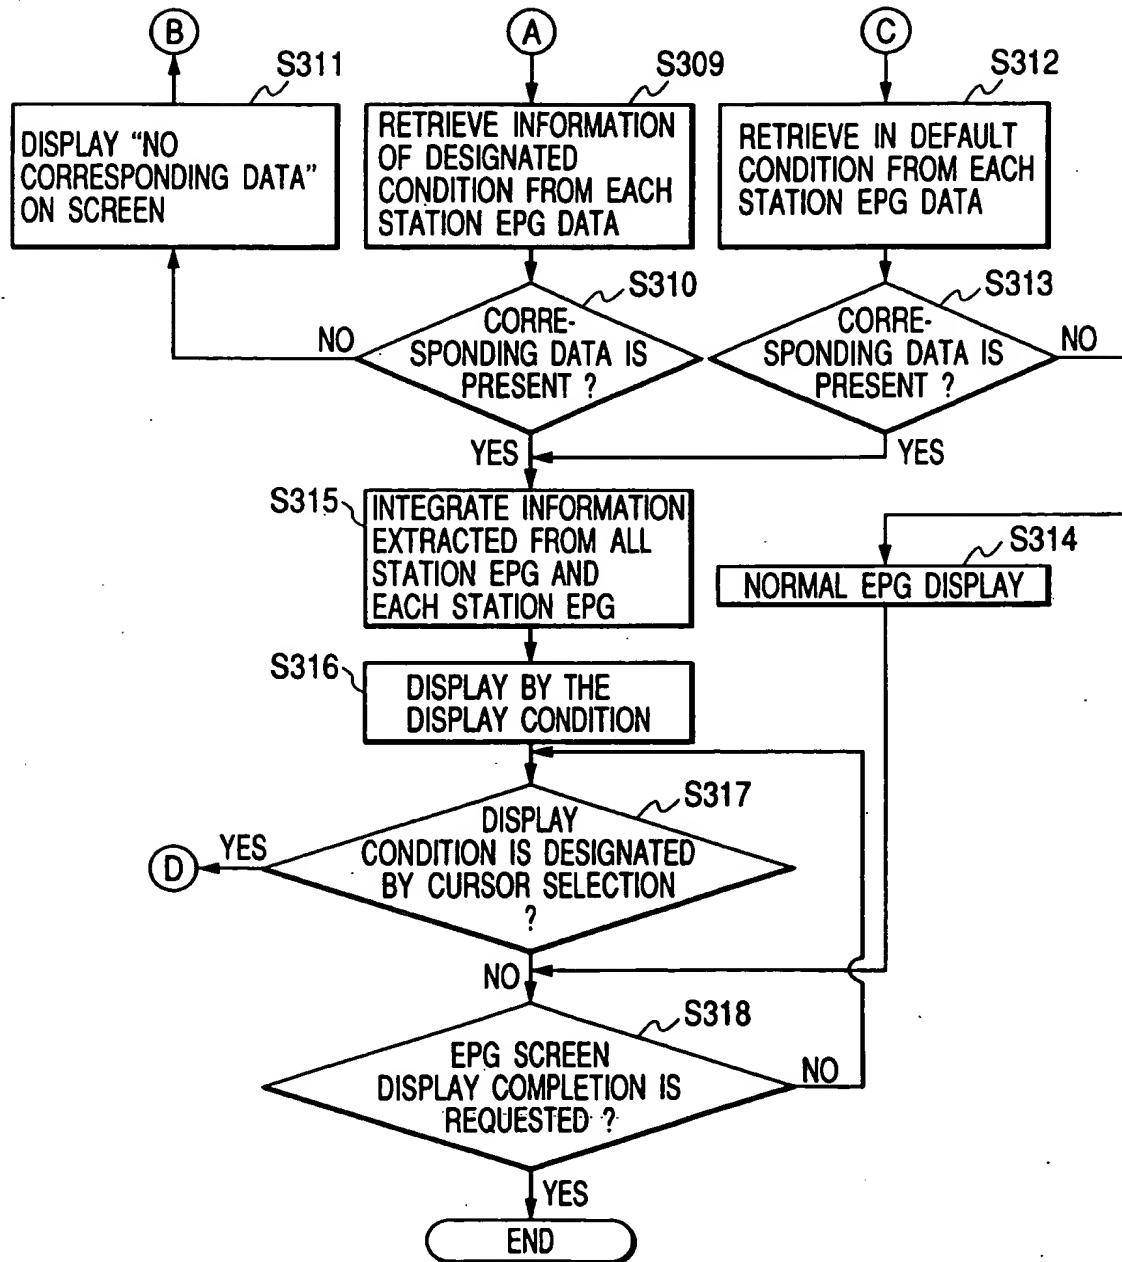 B
A
C
S311
S309
S312
DISPLAY “NO
CORRESPONDING DATA”
ON SCREEN
RETRIEVE INFORMATION
OF DESIGNATED
CONDITION FROM EACH
STATION EPG DATA
RETRIEVE IN DEFAULT
CONDITION FROM EACH
STATION EPG DATA
S310
S313
NO
CORRE-
SPONDING DATA IS
PRESENT ?
CORRE-
SPONDING DATA IS
PRESENT ?
NO
YES
YES
S315
INTEGRATE INFORMATION
EXTRACTED FROM ALL
STATION EPG AND
EACH STATION EPG
S314
NORMAL EPG DISPLAY
S316
DISPLAY BY THE
DISPLAY CONDITION
S317
D
YES
DISPLAY
CONDITION IS DESIGNATED
BY CURSOR SELECTION
?
NO
S318
EPG SCREEN
DISPLAY COMPLETION IS
REQUESTED ?
NO
YES
END